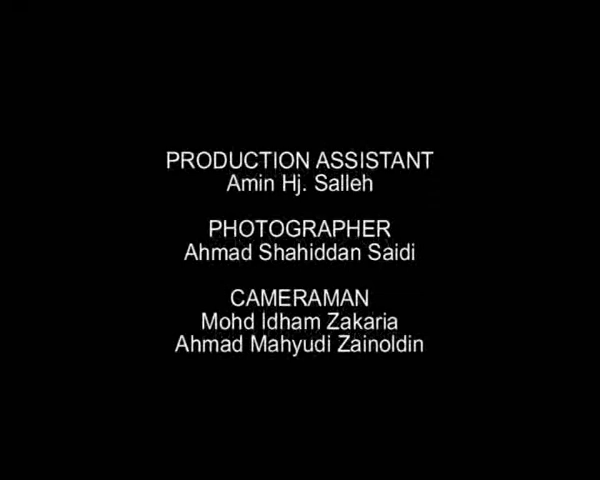 PRODUCTION ASSISTANT
Amin Hj. Salleh
PHOTOGRAPHER
Ahmad Shahiddan Saidi
CAMERAMAN
Mohd Idham Zakaria
Ahmad Mahyudi Zainoldin